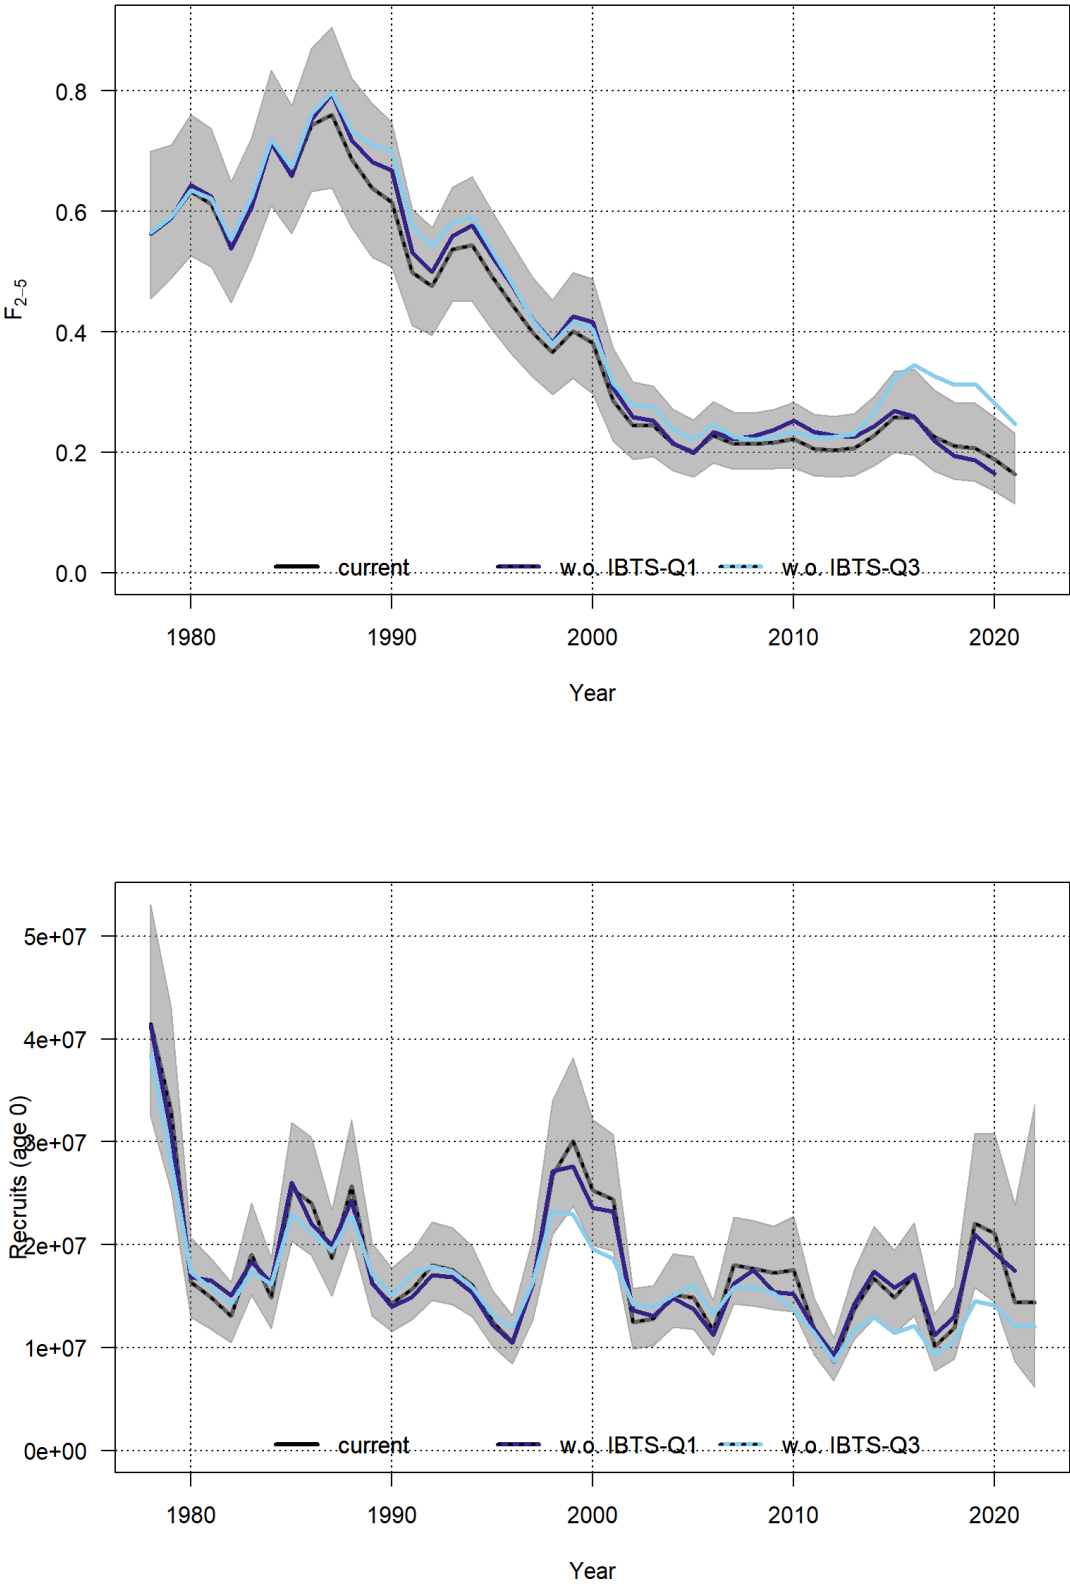 0.8
0.6
F2−5
0.4
0.2
0.0
current w.o. IBTS-Q1 w.o. IBTS-Q3
1980 1990 2000 2010 2020
Year
5e+07
4e+07
3e+07
Recruits (age 0)
2e+07
1e+07
0e+00
current w.o. IBTS-Q1 w.o. IBTS-Q3
1980 1990 2000 2010 2020
Year